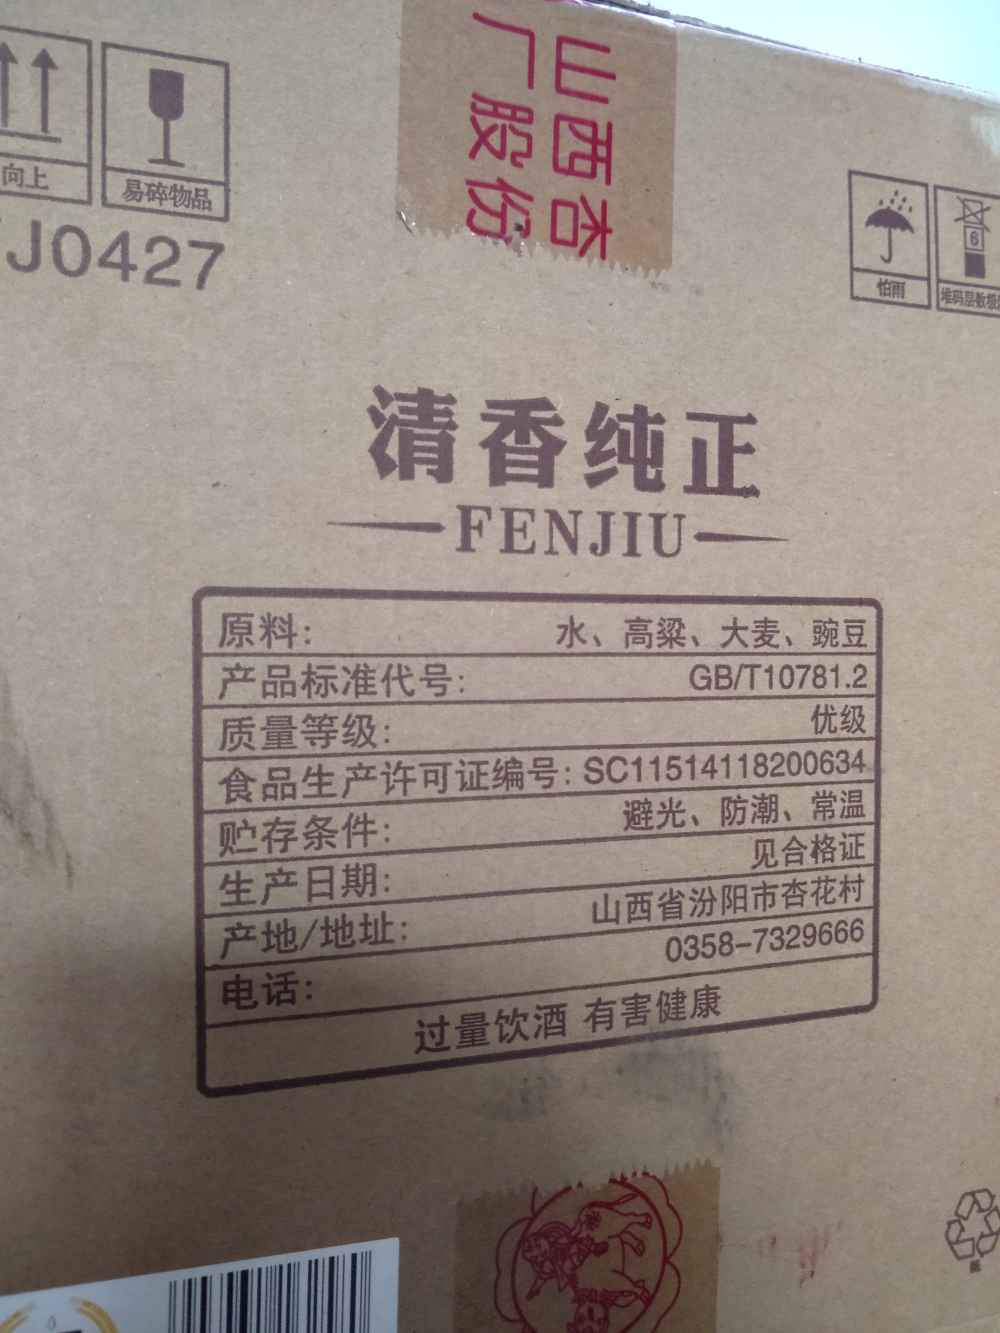 山西杏
厂股份
向上
易碎物品
J0427
怕雨
6
堆码层数极
清香纯正
FENJIU
原料: 水、高粱、大麦、豌豆
产品标准代号: GB/T10781.2
质量等级: 优级
食品生产许可证编号: SC11514118200634
贮存条件: 避光、防潮、常温
生产日期: 见合格证
产地/地址: 山西省汾阳市杏花村
电话: 0358-7329666
过量饮酒 有害健康